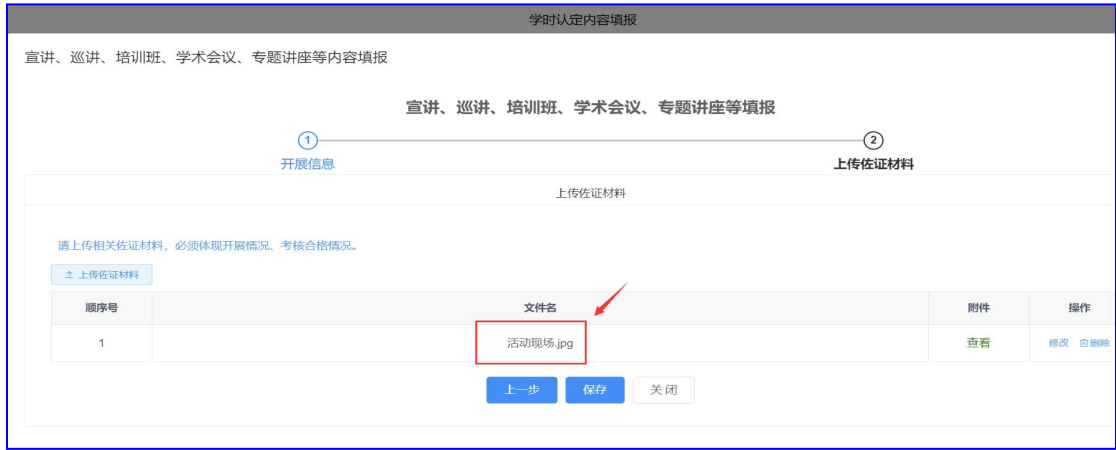 学时认定内容填报
宣讲、巡讲、培训班、学术会议、专题讲座等内容填报
宣讲、巡讲、培训班、学术会议、专题讲座等填报
1 2
开展信息 上传佐证材料
上传佐证材料
请上传相关佐证材料，必须体现开展情况、考核合格情况。
上传佐证材料
顺序号 文件名 附件 操作
1 活动现场.jpg 查看 修改 删除
上一步 保存 关闭